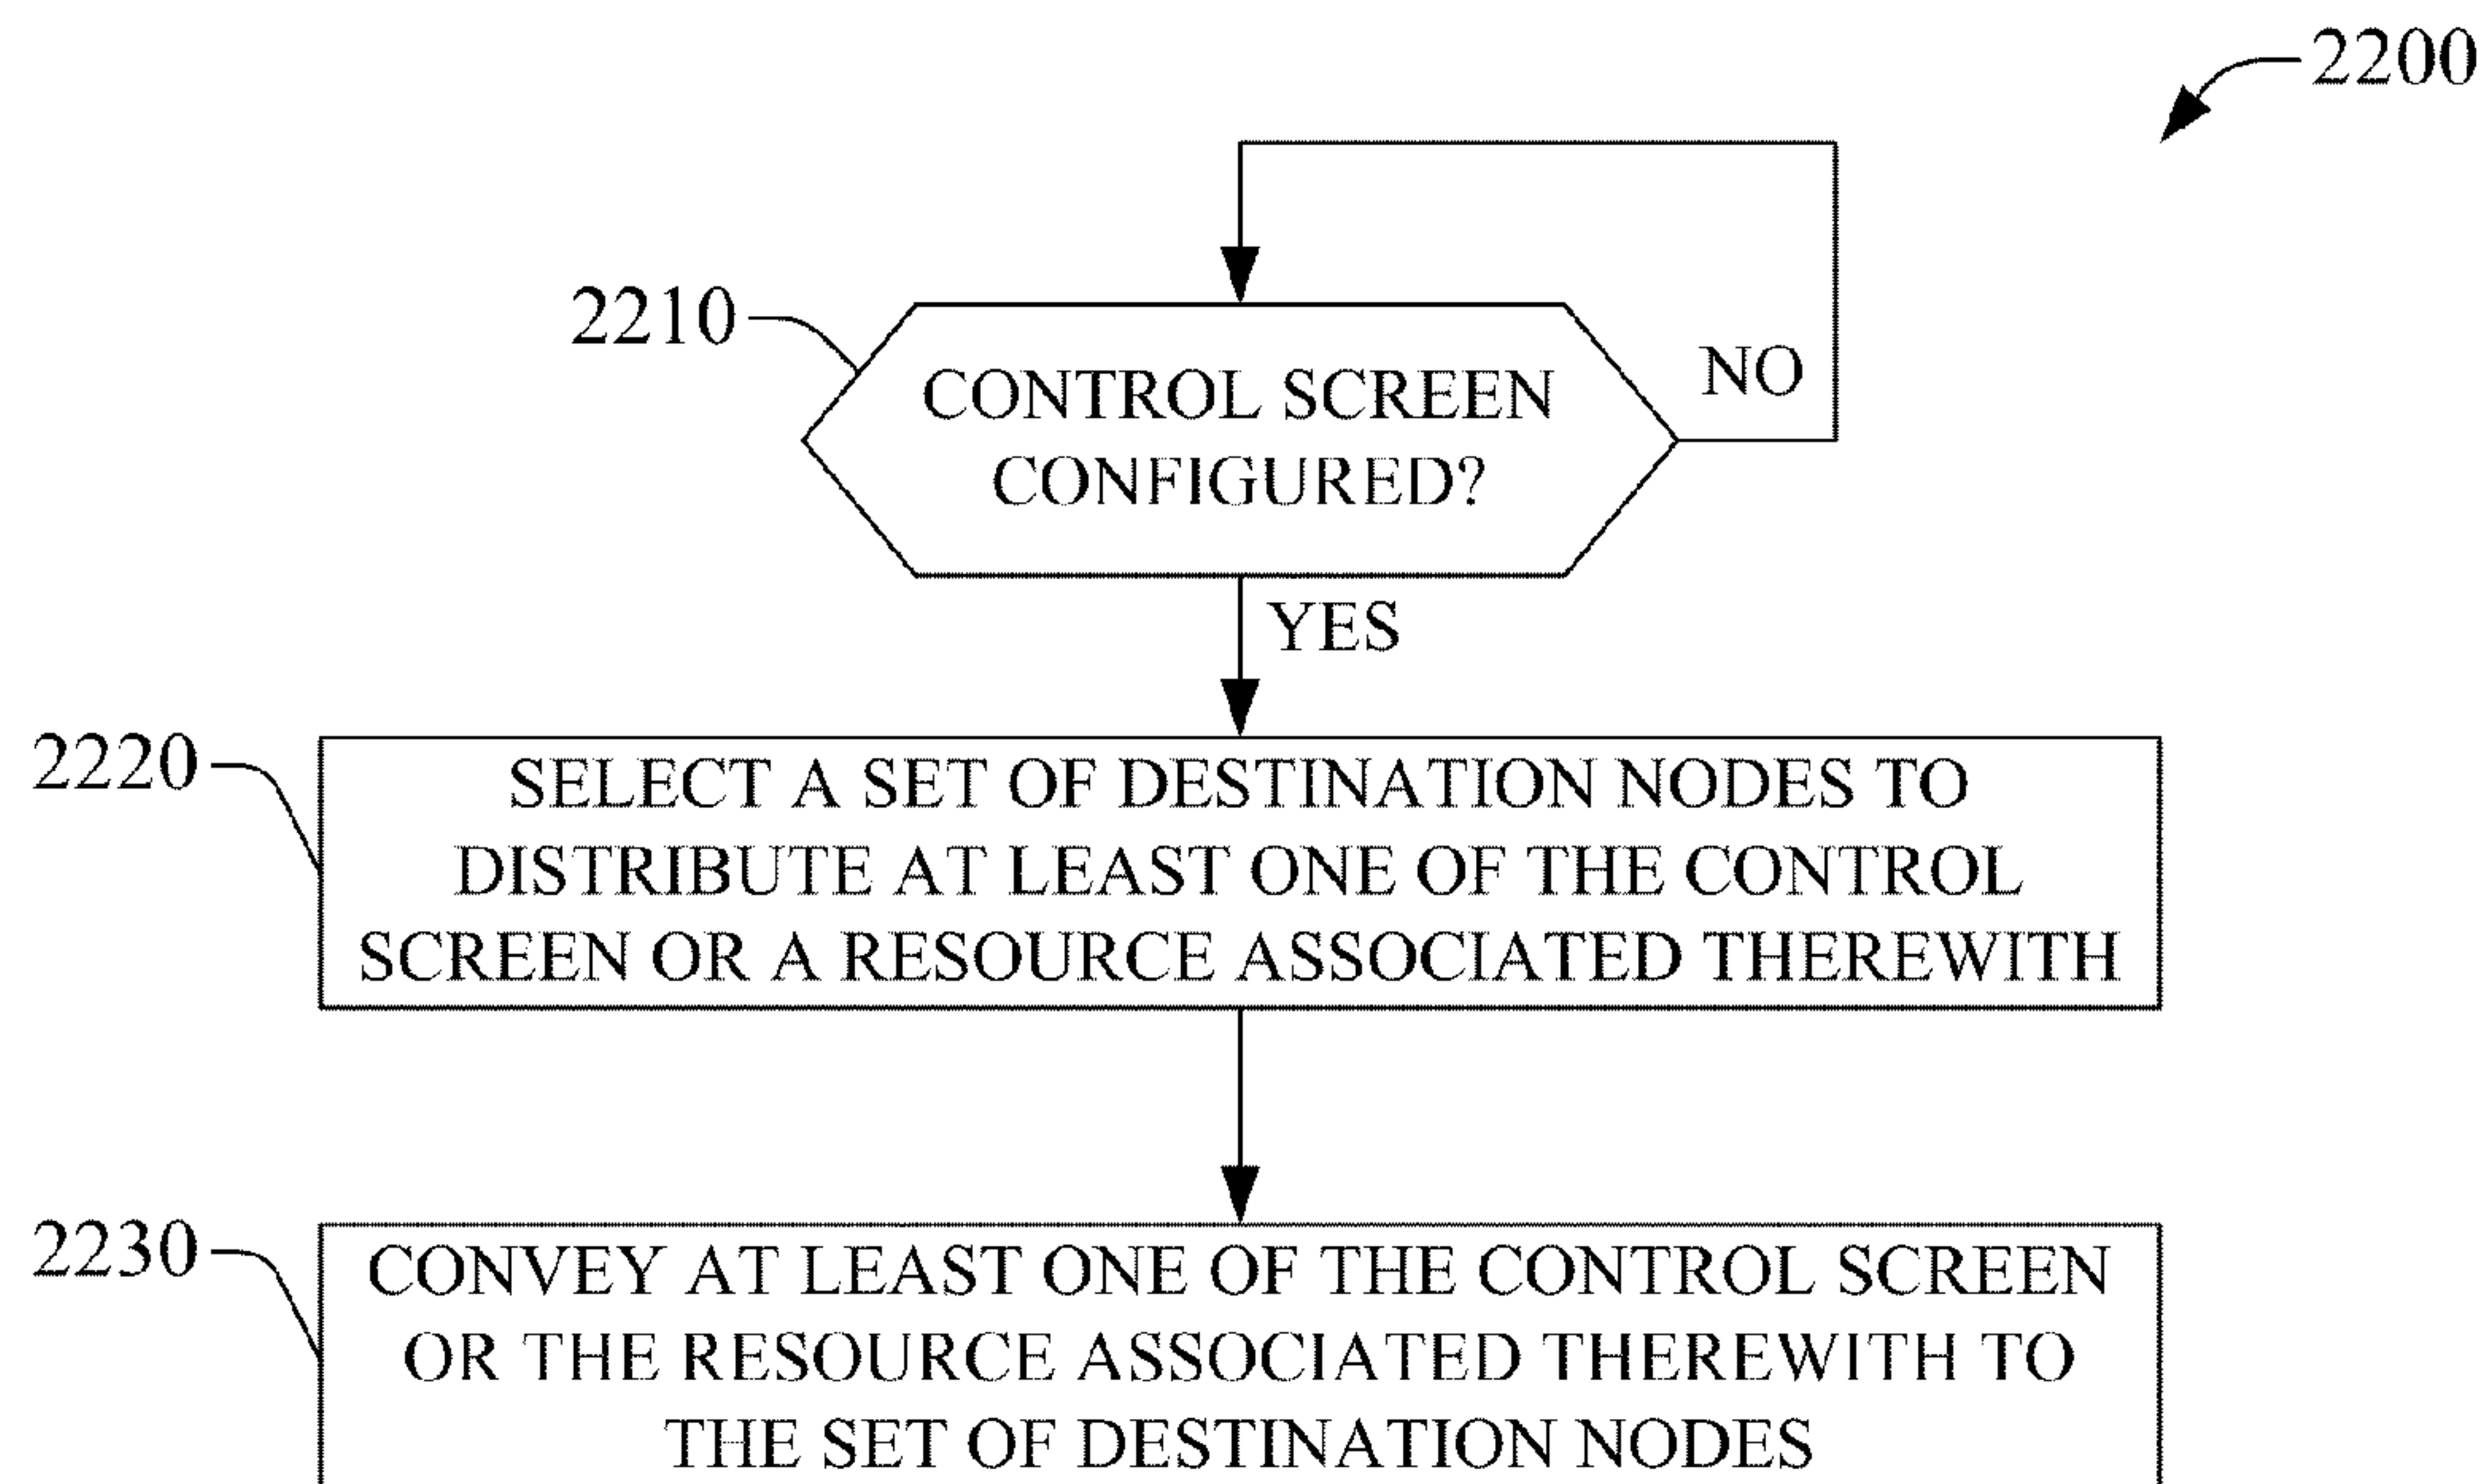 2200
2210
CONTROL SCREEN
CONFIGURED?
NO
YES
2220
SELECT A SET OF DESTINATION NODES TO
DISTRIBUTE AT LEAST ONE OF THE CONTROL
SCREEN OR A RESOURCE ASSOCIATED THEREWITH
2230
CONVEY AT LEAST ONE OF THE CONTROL SCREEN
OR THE RESOURCE ASSOCIATED THEREWITH TO
THE SET OF DESTINATION NODES